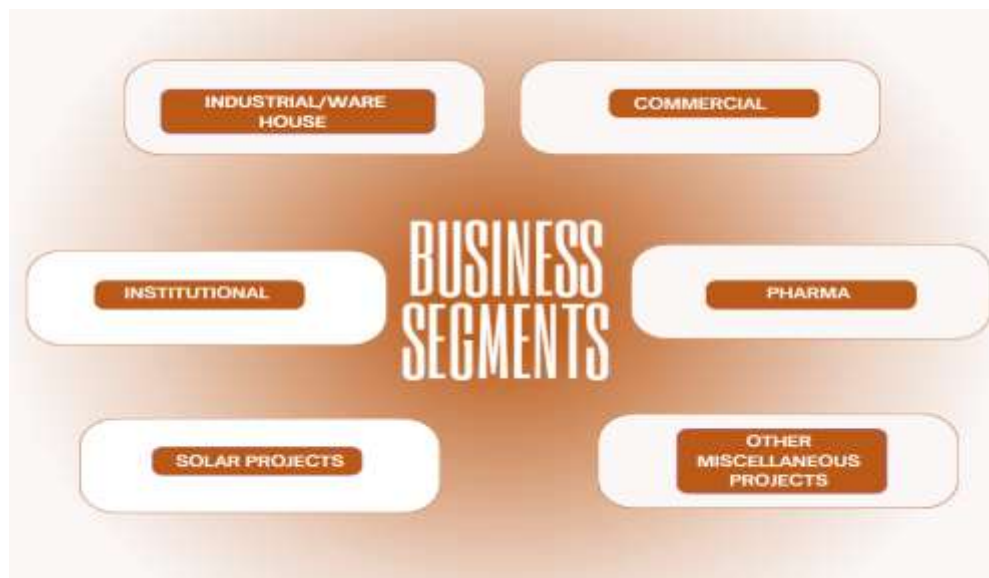 INDUSTRIAL/WARE
HOUSE
COMMERCIAL
BUSINESS
SEGMENTS
INSTITUTIONAL
PHARMA
SOLAR PROJECTS
OTHER
MISCELLANEOUS
PROJECTS